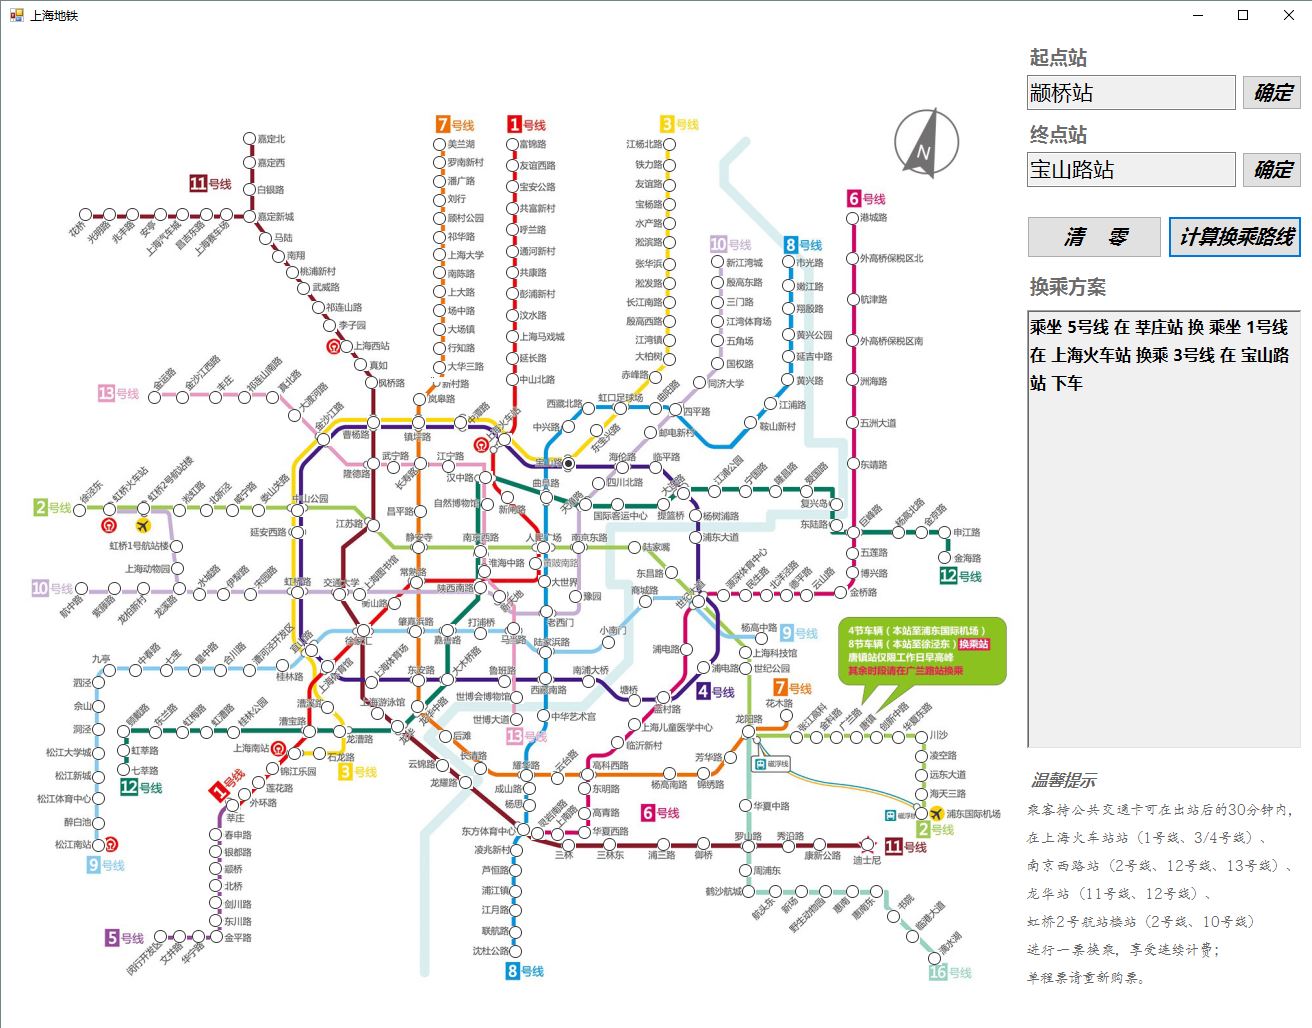 上海地铁
起点站
颛桥站
确定
终点站
宝山路站
确定
清 零
计算换乘路线
换乘方案
乘坐 5号线 在 莘庄站 换 乘坐 1号线
在 上海火车站 换乘 3号线 在 宝山路
站 下车
温馨提示
乘客持公共交通卡可在出站后的30分钟内，
在上海火车站站（1号线、3/4号线）、
南京西路站（2号线、12号线、13号线）、
龙华站（11号线、12号线）、
虹桥2号航站楼站（2号线、10号线）
进行一票换乘，享受连续计费；
单程票请重新购票。
N
7号线
1号线
3号线
11号线
6号线
10号线
8号线
13号线
2号线
10号线
12号线
9号线
4号线
7号线
13号线
12号线
1号线
3号线
6号线
9号线
2号线
11号线
5号线
8号线
16号线
4节车辆（本站至浦东国际机场）
8节车辆（本站至徐泾东）换乘站
唐镇站仅限工作日早高峰
其余时段请在广兰路站换乘
嘉定北
嘉定西
白银路
嘉定新城
花桥
光明路
兆丰路
安亭
上海汽车城
昌吉东路
上海赛车场
马陆
南翔
桃浦新村
武威路
祁连山路
李子园
上海西站
真如
枫桥路
曹杨路
隆德路
江苏路
美兰湖
罗南新村
潘广路
刘行
顾村公园
祁华路
上海大学
南陈路
上大路
场中路
大场镇
行知路
大华三路
新村路
岚皋路
镇坪路
长寿路
昌平路
静安寺
常熟路
肇嘉浜路
东安路
富锦路
友谊西路
宝安公路
共富新村
呼兰路
通河新村
共康路
彭浦新村
汶水路
上海马戏城
延长路
中山北路
上海火车站
江杨北路
铁力路
友谊路
宝杨路
水产路
淞滨路
张华浜
淞发路
长江南路
殷高西路
江湾镇
大柏树
赤峰路
虹口足球场
东宝兴路
新江湾城
殷高东路
三门路
江湾体育场
五角场
国权路
同济大学
四平路
邮电新村
海伦路
四川北路
市光路
嫩江路
翔殷路
黄兴公园
延吉中路
黄兴路
江浦路
鞍山新村
曲阳路
西藏北路
中兴路
曲阜路
港城路
外高桥保税区北
航津路
外高桥保税区南
洲海路
五洲大道
东靖路
巨峰路
五莲路
博兴路
金桥路
云山路
德平路
北洋泾路
民生路
源深体育中心
金运路
金沙江西路
丰庄
祁连山南路
真北路
大渡河路
金沙江路
武宁路
江宁路
汉中路
自然博物馆
南京西路
徐泾东
虹桥火车站
虹桥2号航站楼
淞虹路
北新泾
威宁路
娄山关路
中山公园
延安西路
虹桥1号航站楼
上海动物园
航中路
紫藤路
龙柏新村
龙溪路
水城路
伊犁路
宋园路
虹桥路
交通大学
上海图书馆
陕西南路
新天地
老西门
豫园
南京东路
天潼路
国际客运中心
提篮桥
大连路
江浦公园
宁国路
隆昌路
爱国路
复兴岛
东陆路
杨高北路
金京路
申江路
金海路
临平路
杨树浦路
浦东大道
陆家嘴
东昌路
商城路
小南门
世纪大道
杨高中路
上海科技馆
世纪公园
龙阳路
花木路
芳华路
锦绣路
杨高南路
高科西路
云台路
耀华路
长清路
后滩
人民广场
黄陂南路
大世界
淮海中路
新闸路
衡山路
徐家汇
上海体育馆
漕宝路
上海南站
锦江乐园
莲花路
外环路
莘庄
春申路
银都路
颛桥
北桥
剑川路
东川路
金平路
华宁路
文井路
闵行开发区
九亭
中春路
七宝
星中路
合川路
漕河泾开发区
桂林路
宜山路
泗泾
佘山
洞泾
松江大学城
松江新城
松江体育中心
醉白池
松江南站
顾戴路
东兰路
虹梅路
虹漕路
桂林公园
虹莘路
七莘路
漕溪路
龙漕路
石龙路
上海体育场
上海游泳馆
龙华
龙华中路
大木桥路
嘉善路
打浦桥
马当路
陆家浜路
鲁班路
西藏南路
南浦大桥
塘桥
蓝村路
浦电路
浦电路
上海儿童医学中心
临沂新村
世博会博物馆
世博大道
中华艺术宫
云锦路
龙耀路
东方体育中心
成山路
杨思
灵岩南路
上南路
华夏西路
高青路
东明路
凌兆新村
芦恒路
浦江镇
江月路
联航路
沈杜公路
三林
三林东
浦三路
御桥
罗山路
秀沿路
康新公路
迪士尼
华夏中路
周浦东
鹤沙航城
航头东
新场
野生动物园
惠南
惠南东
书院
临港大道
滴水湖
张江高科
金科路
广兰路
唐镇
创新中路
华夏东路
川沙
凌空路
远东大道
海天三路
浦东国际机场
磁浮线
磁浮线